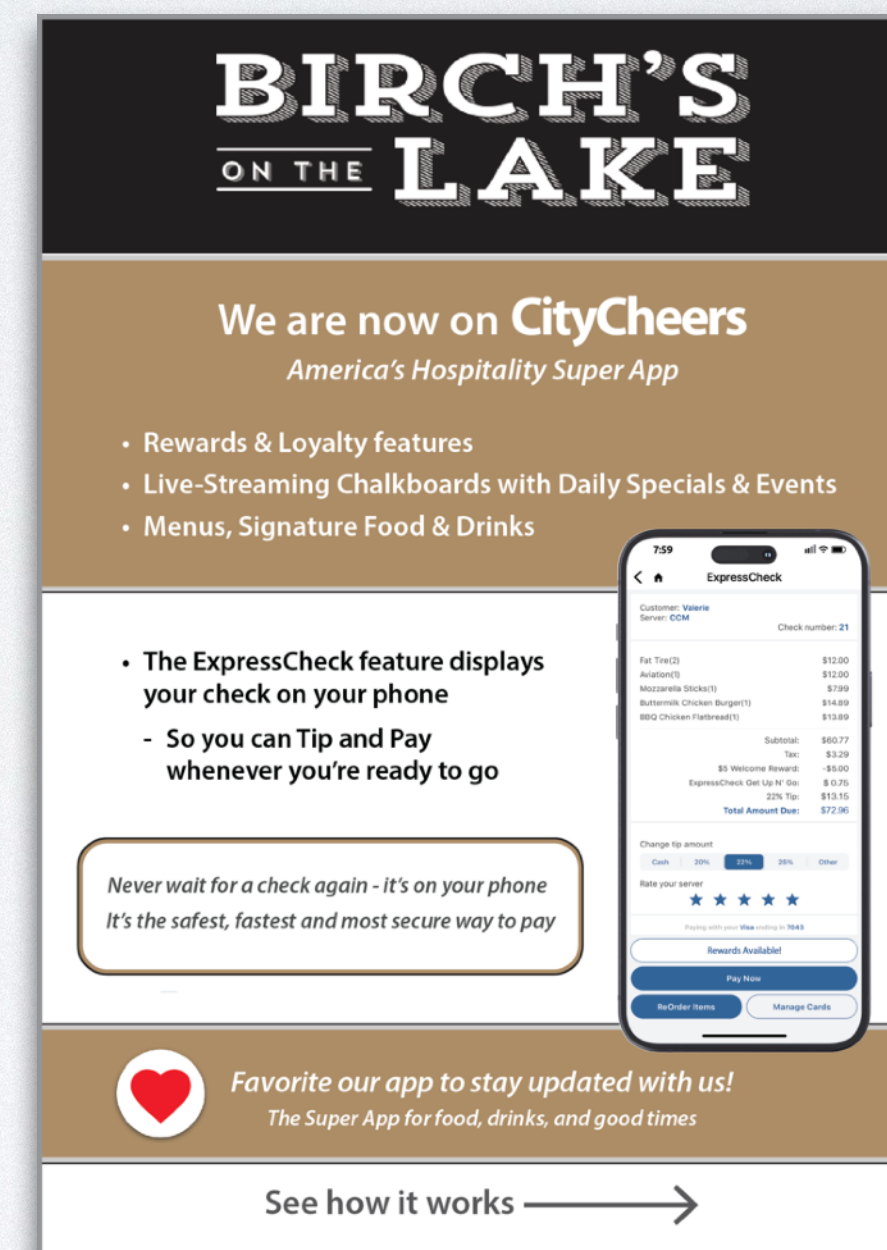 BIRCH'S
ON THE LAKE
We are now on CityCheers
America's Hospitality Super App
• Rewards & Loyalty features
• Live-Streaming Chalkboards with Daily Specials & Events
• Menus, Signature Food & Drinks
• The ExpressCheck feature displays
your check on your phone
- So you can Tip and Pay
whenever you're ready to go
Never wait for a check again - it's on your phone
It's the safest, fastest and most secure way to pay
7:59
ExpressCheck
Customer: Valerie
Server: CCM
Check number: 21
Fat Tire(2) $12.00
Aviation(1) $12.00
Mozzarella Sticks(1) $7.99
Buttermilk Chicken Burger(1) $14.89
BBQ Chicken Flatbread(1) $13.89
Subtotal: $60.77
Tax: $3.29
$5 Welcome Reward: -$5.00
ExpressCheck Get Up N' Go: $ 0.75
22% Tip: $13.15
Total Amount Due: $72.96
Change tip amount
Cash 20% 22% 25% Other
Rate your server
Paying with your Visa ending in 7043
Rewards Available!
Pay Now
ReOrder Items Manage Cards
Favorite our app to stay updated with us!
The Super App for food, drinks, and good times
See how it works